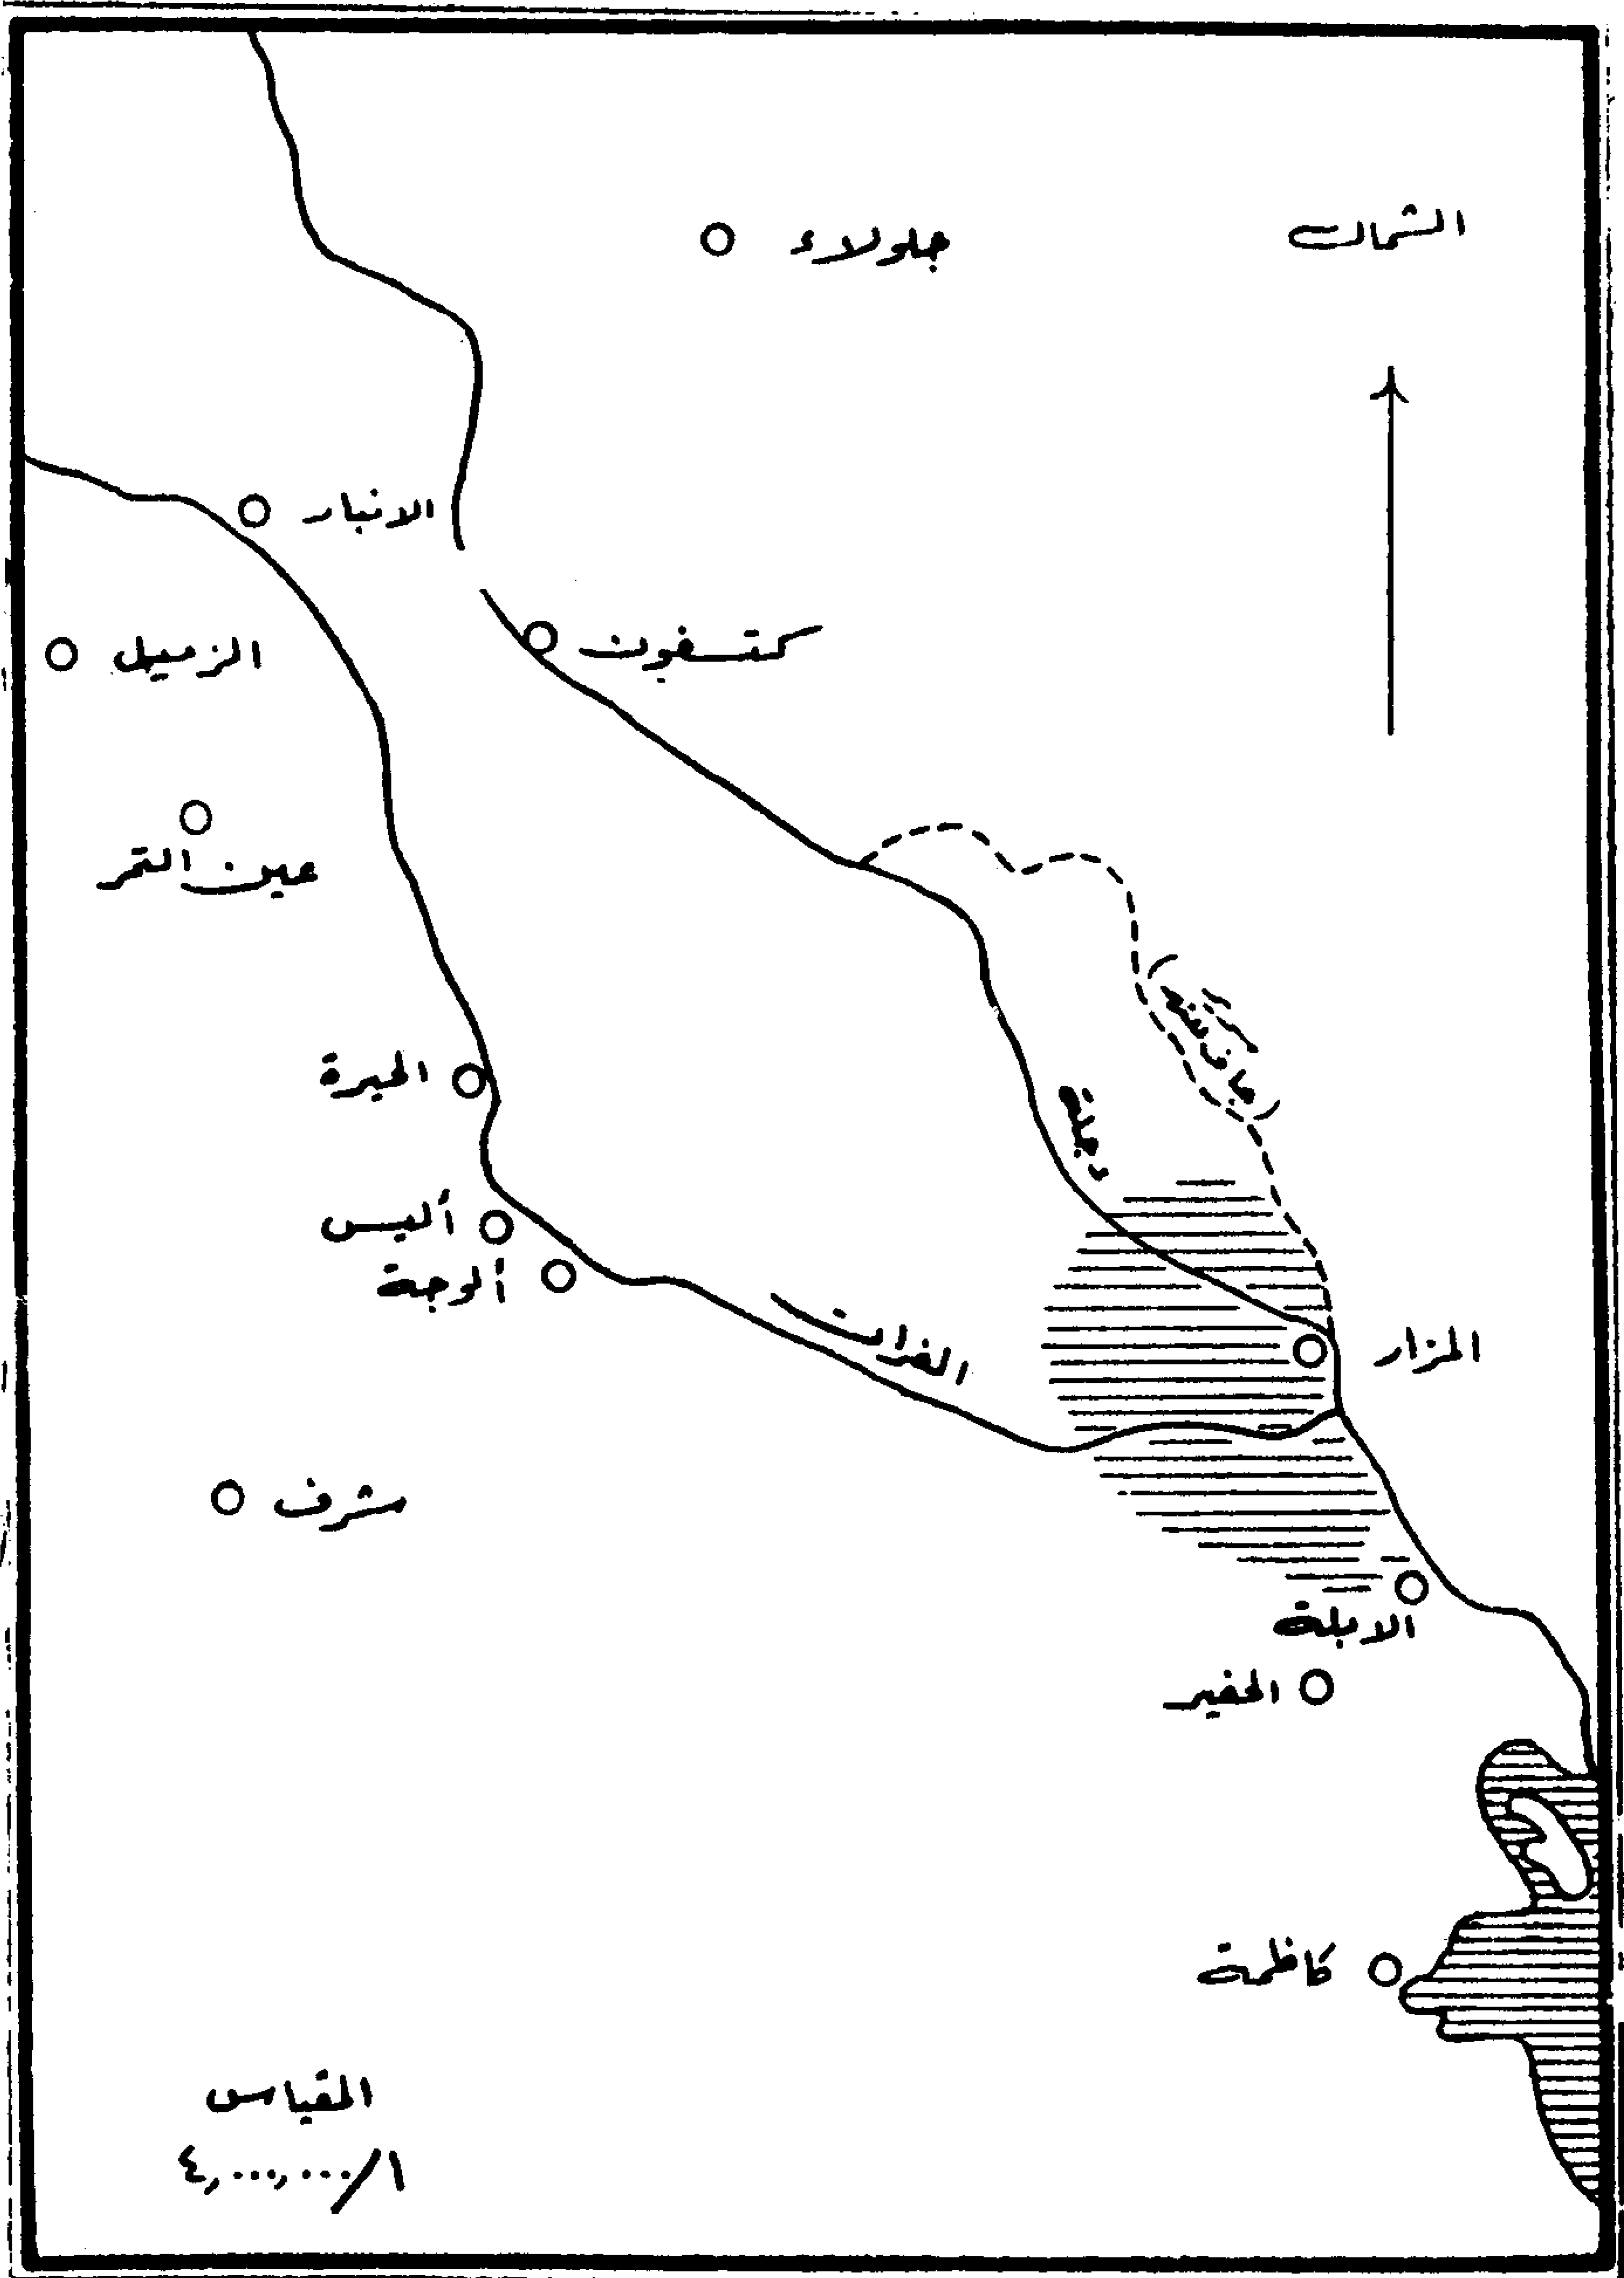 الشمال
جلولاء
الانبار
كتسفون
الزميل
عين التمر
دجلة
الحيرة
أليس
ألوجة
الفرات
المزار
مشرف
الابلة
الحفير
كاظمة
المقياس
١/٤,٠٠٠,٠٠٠